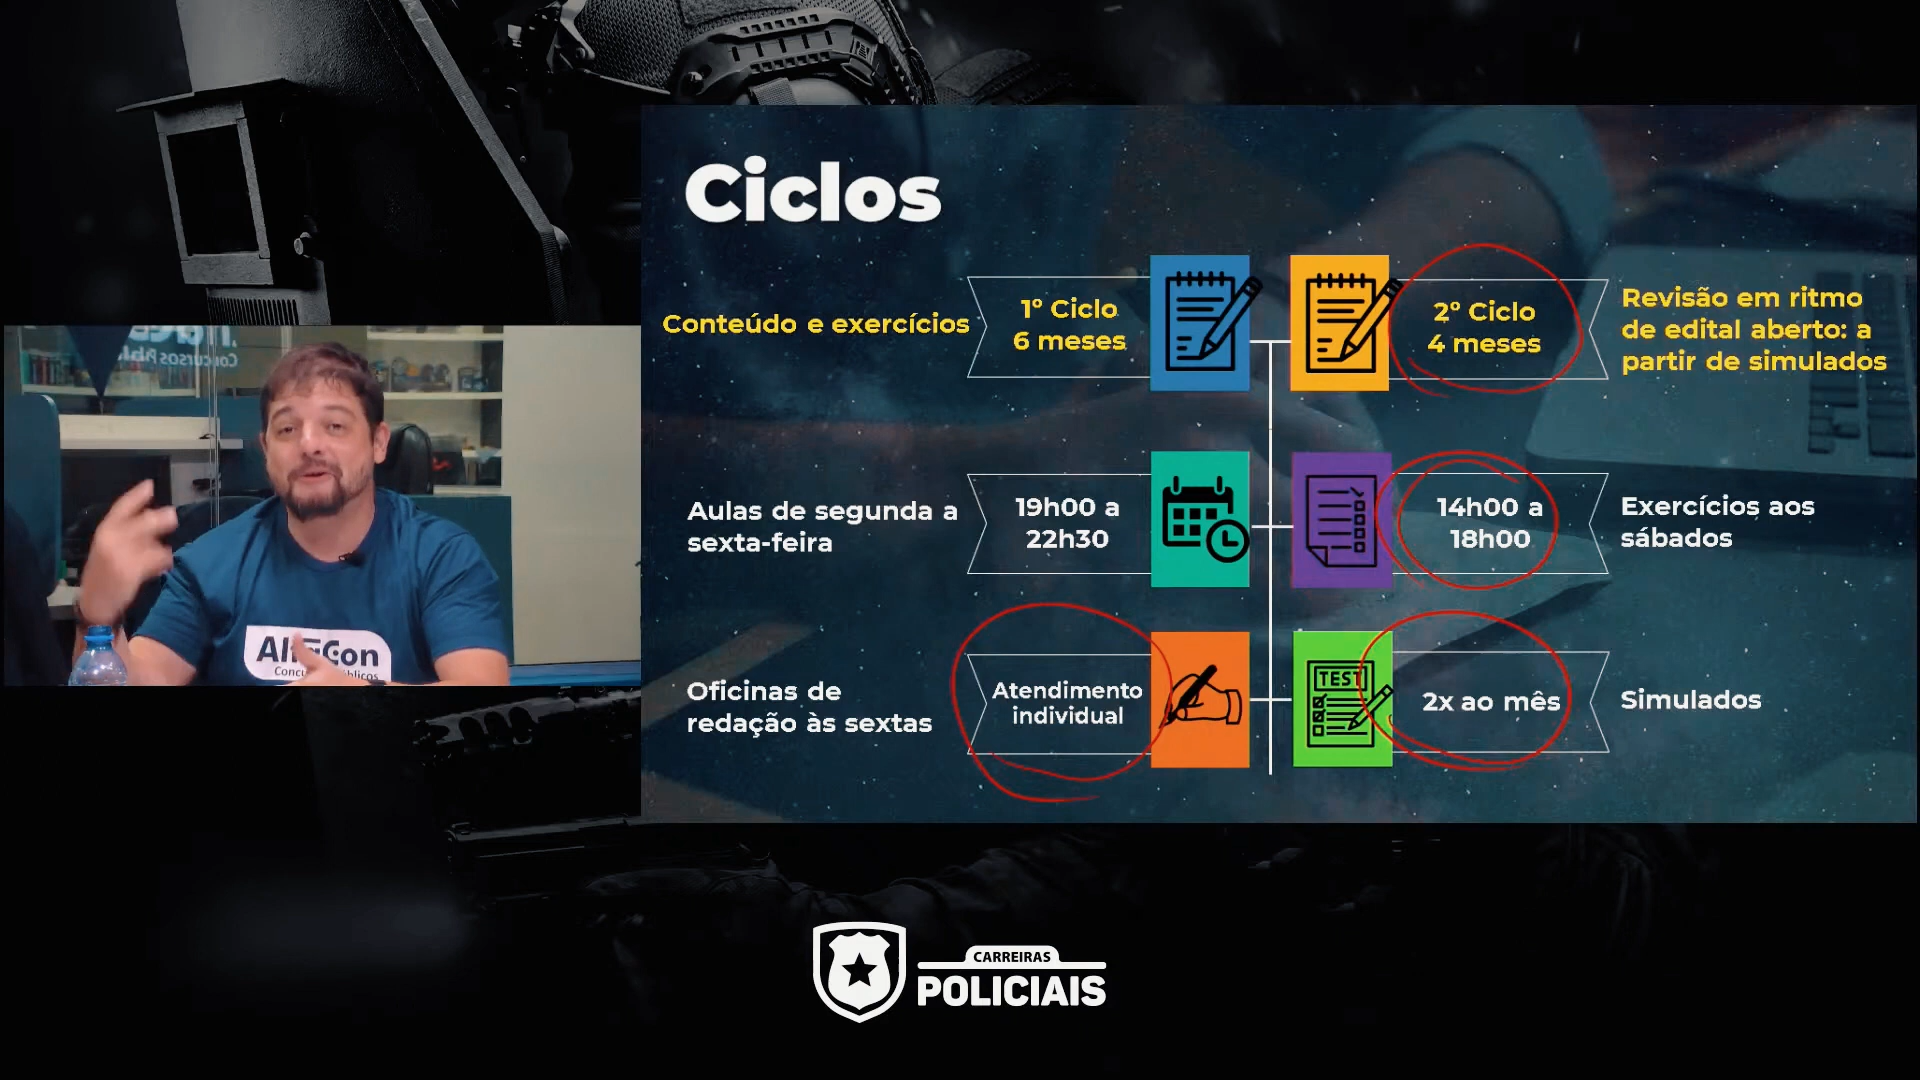 Ciclos
Conteúdo e exercícios
1º Ciclo
6 meses
2º Ciclo
4 meses
Revisão em ritmo
de edital aberto: a
partir de simulados
Aulas de segunda a
sexta-feira
19h00 a
22h30
14h00 a
18h00
Exercícios aos
sábados
Oficinas de
redação às sextas
Atendimento
individual
TEST
2x ao mês
Simulados
CARREIRAS
POLICIAIS